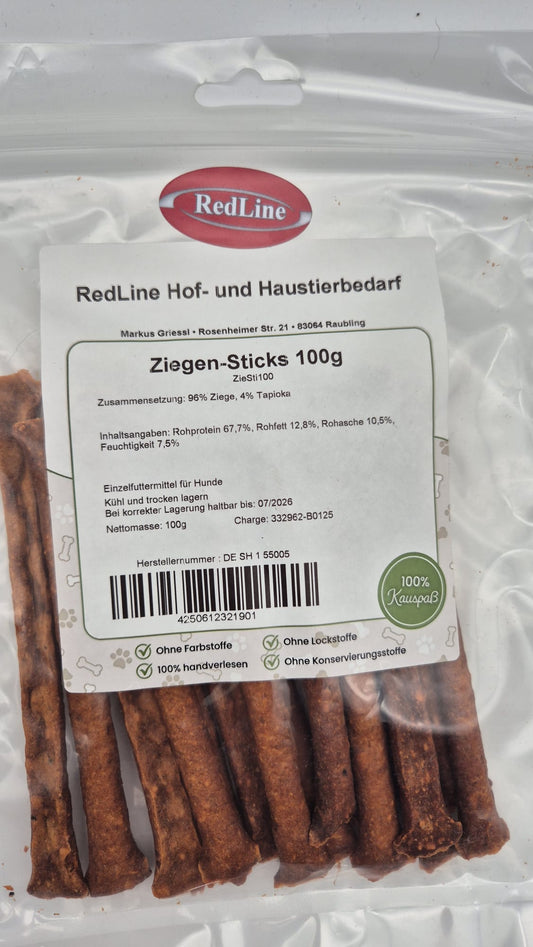 RedLine
RedLine Hof- und Haustierbedarf
Markus Griessl • Rosenheimer Str. 21 • 83064 Raubling
Ziegen-Sticks 100g
ZieSti100
Zusammensetzung: 96% Ziege, 4% Tapioka
Inhaltsangaben: Rohprotein 67,7%, Rohfett 12,8%, Rohasche 10,5%,
Feuchtigkeit 7,5%
Einzelfuttermittel für Hunde
Kühl und trocken lagern
Bei korrekter Lagerung haltbar bis: 07/2026
Nettomasse: 100g Charge: 332962-B0125
Herstellernummer : DE SH 1 55005
4250612321901
100%
Kauspaß
Ohne Farbstoffe
Ohne Lockstoffe
100% handverlesen
Ohne Konservierungsstoffe